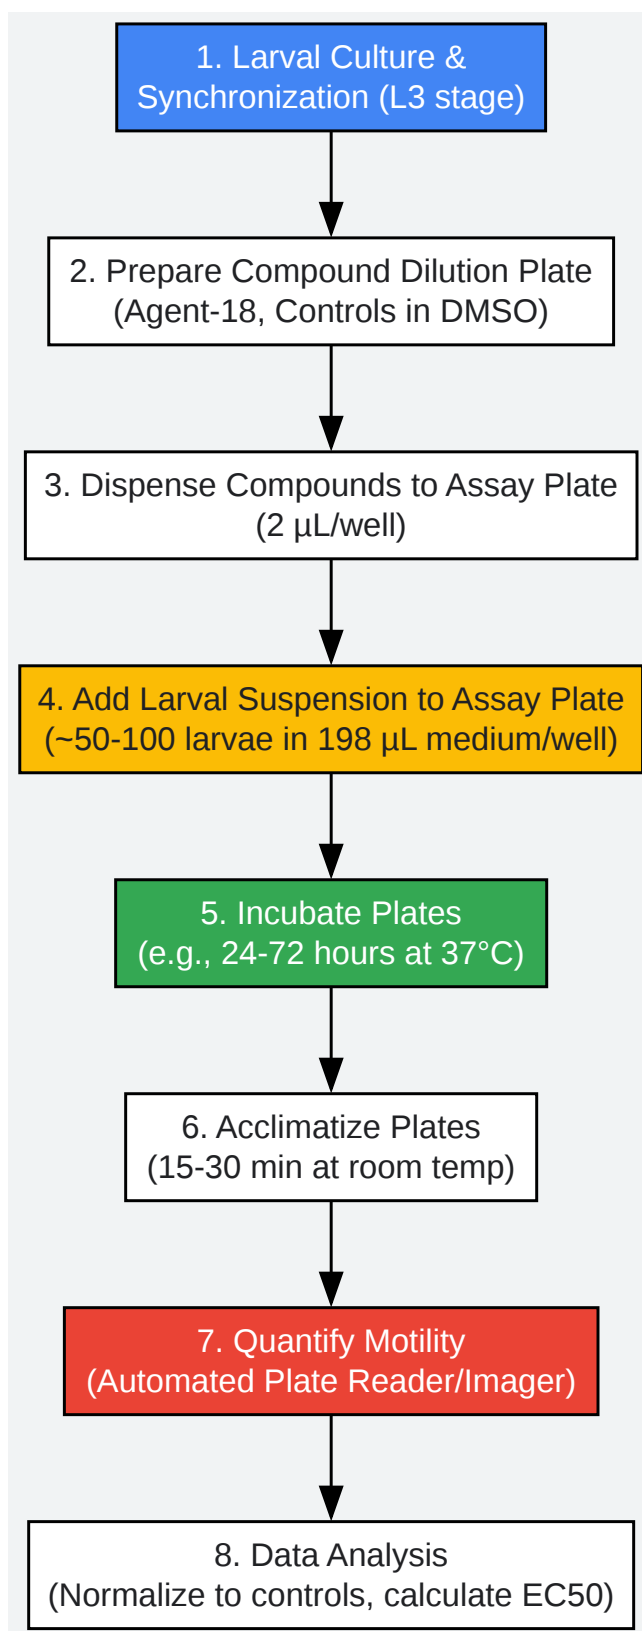 1. Larval Culture &
Synchronization (L3 stage)
2. Prepare Compound Dilution Plate
(Agent-18, Controls in DMSO)
3. Dispense Compounds to Assay Plate
(2 µL/well)
4. Add Larval Suspension to Assay Plate
(~50-100 larvae in 198 µL medium/well)
5. Incubate Plates
(e.g., 24-72 hours at 37°C)
6. Acclimatize Plates
(15-30 min at room temp)
7. Quantify Motility
(Automated Plate Reader/Imager)
8. Data Analysis
(Normalize to controls, calculate EC50)